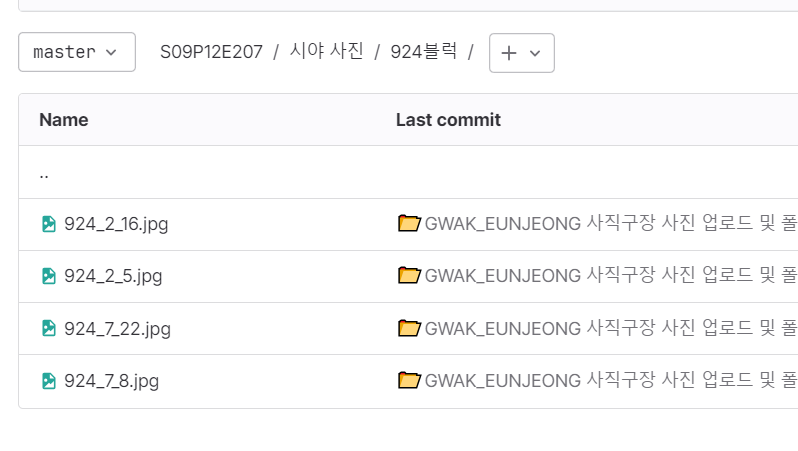 master S09P12E207 / 시야 사진 / 924블럭 / +
Name Last commit
..
924_2_16.jpg GWAK_EUNJEONG 사직구장 사진 업로드 및 폴
924_2_5.jpg GWAK_EUNJEONG 사직구장 사진 업로드 및 폴
924_7_22.jpg GWAK_EUNJEONG 사직구장 사진 업로드 및 폴
924_7_8.jpg GWAK_EUNJEONG 사직구장 사진 업로드 및 폴